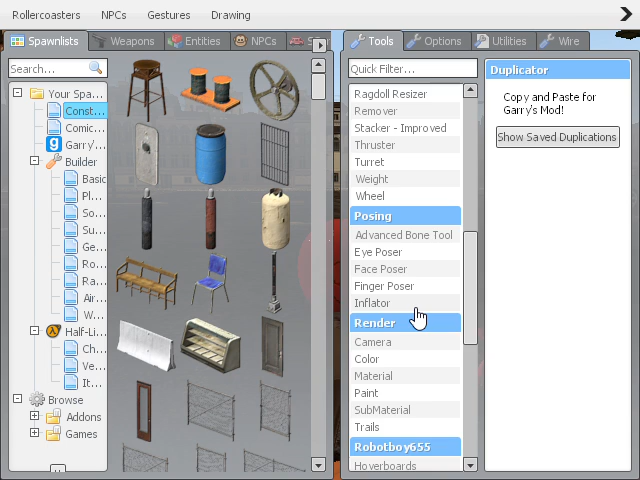 Rollercoasters NPCs Gestures Drawing
Spawnlists Weapons Entities NPCs
Search...
Your Spa...
Const...
Comic...
Garry'...
Builder
Basic
Pl...
So...
Su...
Ge...
Ro...
Ra...
Air...
W...
Half-Li...
Ch...
Ve...
It...
Browse
Addons
Games
Tools Options Utilities Wire
Quick Filter...
Ragdoll Resizer
Remover
Stacker - Improved
Thruster
Turret
Weight
Wheel
Posing
Advanced Bone Tool
Eye Poser
Face Poser
Finger Poser
Inflator
Render
Camera
Color
Material
Paint
SubMaterial
Trails
Robotboy655
Hoverboards
Duplicator
Copy and Paste for
Garry's Mod!
Show Saved Duplications